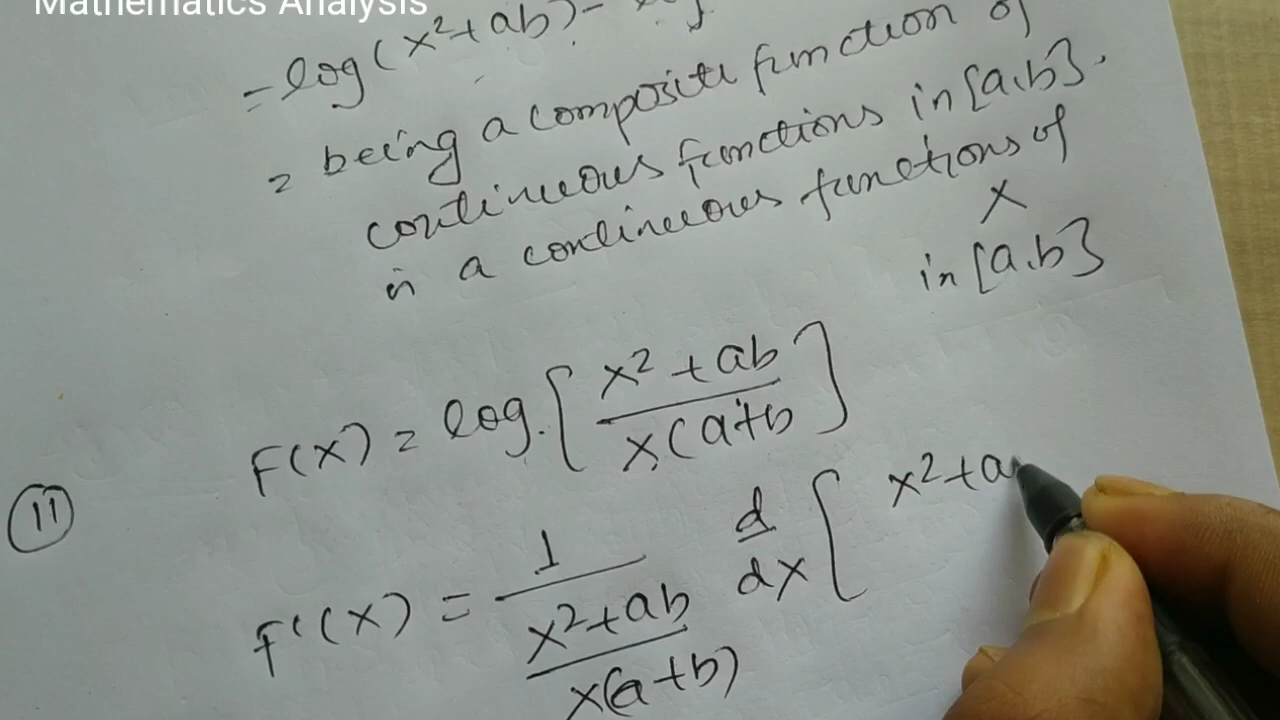 Mathematics Analysis
= log(x²+ab)-
= being a composite function of
continuous functions in [a,b}.
is a continuous functions of
x
in [a,b}
F(x) = log. [ x² + ab / x(a+b ]
(11)
F'(x) = 1 / x²+ab / x(a+b) d/dx [ x²+a